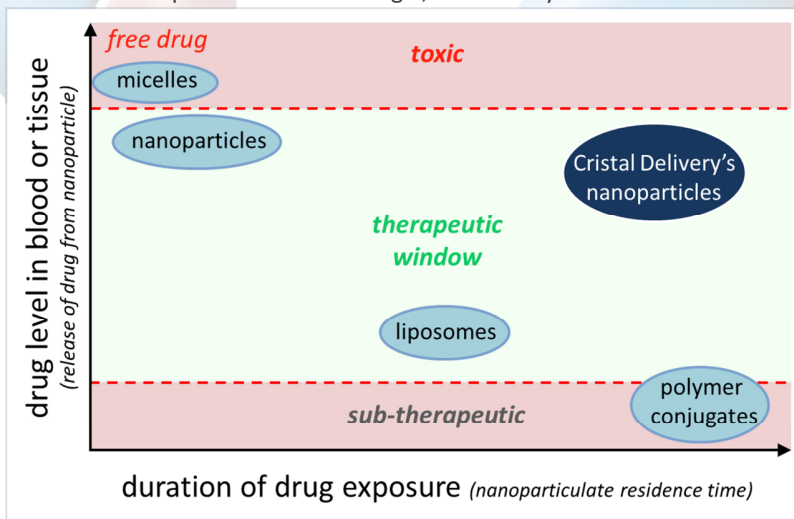 free drug
toxic
micelles
nanoparticles
Cristal Delivery's
nanoparticles
therapeutic
window
liposomes
polymer
conjugates
sub-therapeutic
drug level in blood or tissue
(release of drug from nanoparticle)
duration of drug exposure (nanoparticulate residence time)